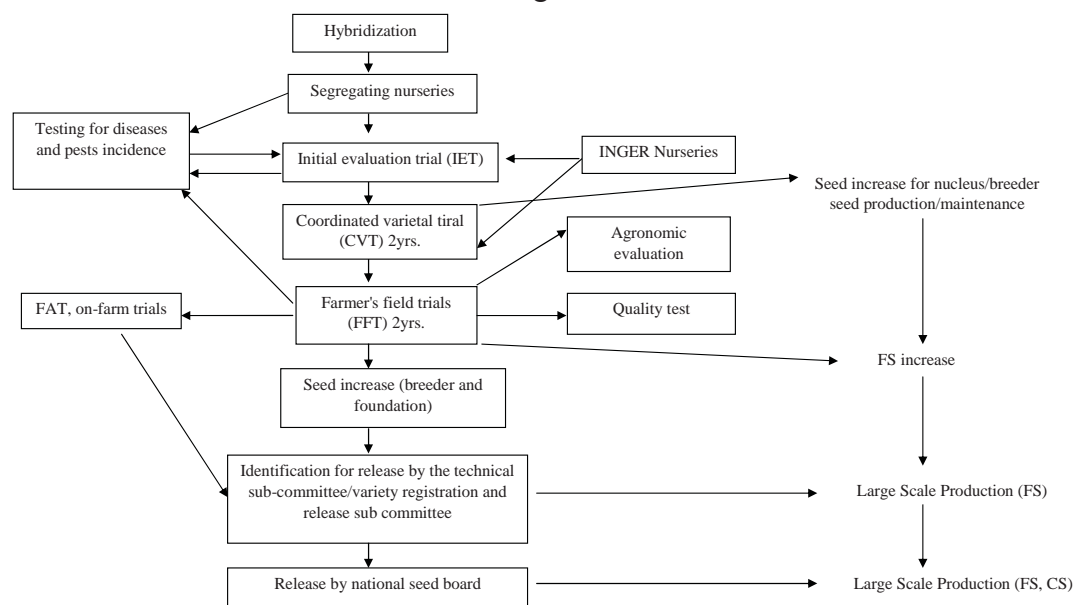 Hybridization
Segregating nurseries
Testing for diseases
and pests incidence
Initial evaluation trial (IET)
INGER Nurseries
Seed increase for nucleus/breeder
seed production/maintenance
Coordinated varietal tiral
(CVT) 2yrs.
Agronomic
evaluation
FAT, on-farm trials
Farmer's field trials
(FFT) 2yrs.
Quality test
FS increase
Seed increase (breeder and
foundation)
Identification for release by the technical
sub-committee/variety registration and
release sub committee
Large Scale Production (FS)
Release by national seed board
Large Scale Production (FS, CS)